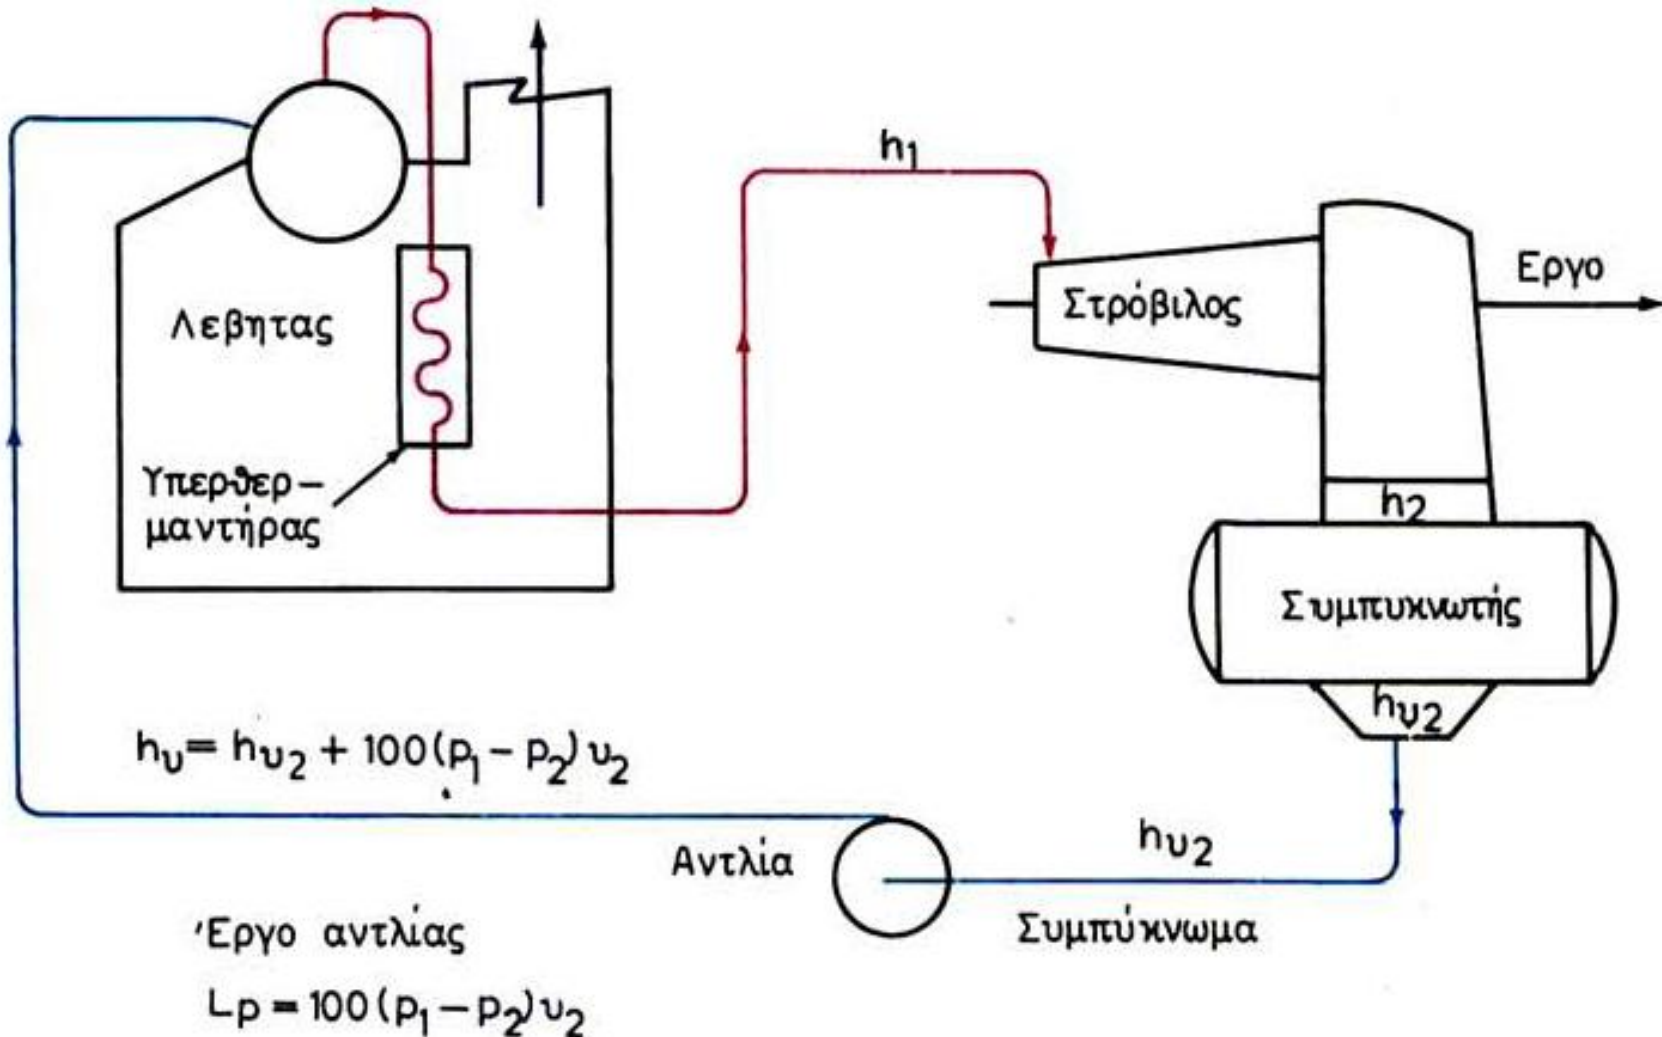 h₁
Εργο
Στρόβιλος
Λεβητας
Υπερθερ–
μαντήρας
h₂
Συμπυκνωτής
hυ₂
hυ = hυ₂ + 100(p₁ – p₂)υ₂
hυ₂
Αντλία
Συμπύκνωμα
Έργο αντλίας
Lp = 100(p₁ – p₂)υ₂